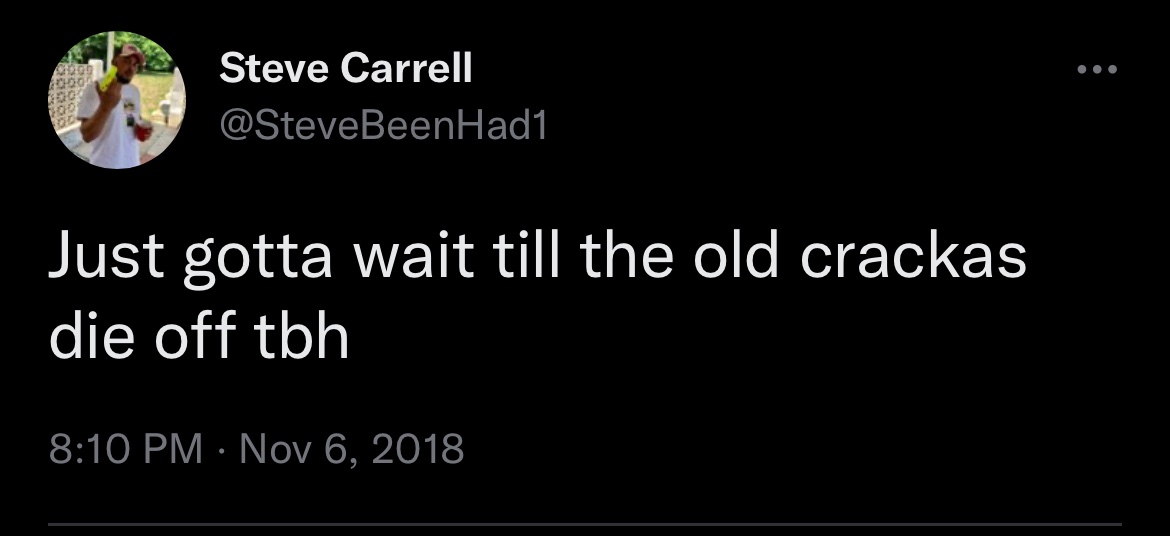 Steve Carrell
@SteveBeenHad1
Just gotta wait till the old crackas
die off tbh
8:10 PM · Nov 6, 2018